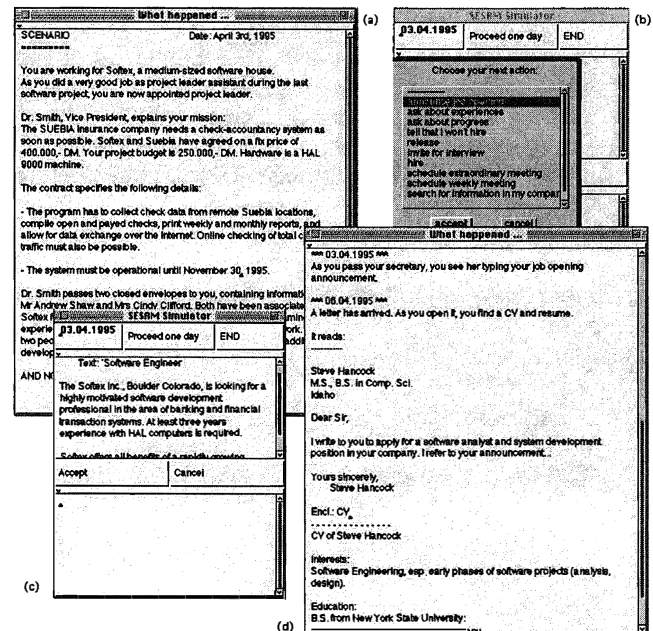 What happened ...
(a)
SCENARIO Date: April 3rd, 1995
---------
You are working for Softex, a medium-sized software house.
As you did a very good job as project leader assistant during the last
software project, you are now appointed project leader.
Dr. Smith, Vice President, explains your mission:
The SUEBIA insurance company needs a check-accountancy system as
soon as possible. Softex and Suebia have agreed on a fix price of
400.000,- DM. Your project budget is 250.000,- DM. Hardware is a HAL
9000 machine.
The contract specifies the following details:
- The program has to collect check data from remote Suebia locations,
compile open and payed checks, print weekly and monthly reports, and
allow for data exchange over the Internet. Online checking of total c
traffic must also be possible.
- The system must be operational until November 30, 1995.
Dr. Smith passes two closed envelopes to you, containing informati
Mr Andrew Shaw and Mrs Cindy Clifford. Both have been associate
Softex
experie
two peo
develop
AND NO
SESAM Simulator
(b)
03.04.1995 Proceed one day END
Choose your next action:
ask about experiences
ask about progress
tell that I won't hire
release
invite for interview
hire
schedule extraordinary meeting
schedule weekly meeting
search for information in my compar
accept cancel
SESAM Simulator
03.04.1995 Proceed one day END
Text: 'Software Engineer
The Softex Inc., Boulder Colorado, is looking for a
highly motivated software development
professional in the area of banking and financial
transaction systems. At least three years
experience with HAL computers is required.
Softex offers all benefits of a rapidly growing
Accept Cancel
(c)
What happened ...
*** 03.04.1995 ***
As you pass your secretary, you see her typing your job opening
announcement.
*** 06.04.1995 ***
A letter has arrived. As you open it, you find a CV and resume.
It reads:
-------
Steve Hancock
M.S., B.S. in Comp. Sci.
Idaho
Dear Sir,
I write to you to apply for a software analyst and system development
position in your company. I refer to your announcement...
Yours sincerely,
Steve Hancock
Encl.: CV
- - - - - - - - - - - - - -
CV of Steve Hancock
Interests:
Software Engineering, esp. early phases of software projects (analysis,
design).
Education:
B.S. from New York State University:
(d)